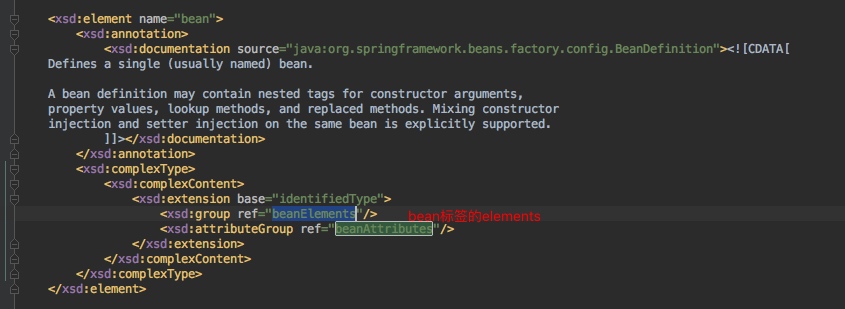 <xsd:element name="bean">
<xsd:annotation>
<xsd:documentation source="java:org.springframework.beans.factory.config.BeanDefinition"><![CDATA[
Defines a single (usually named) bean.
A bean definition may contain nested tags for constructor arguments,
property values, lookup methods, and replaced methods. Mixing constructor
injection and setter injection on the same bean is explicitly supported.
]]></xsd:documentation>
</xsd:annotation>
<xsd:complexType>
<xsd:complexContent>
<xsd:extension base="identifiedType">
<xsd:group ref="beanElements"/> bean标签的elements
<xsd:attributeGroup ref="beanAttributes"/>
</xsd:extension>
</xsd:complexContent>
</xsd:complexType>
</xsd:element>